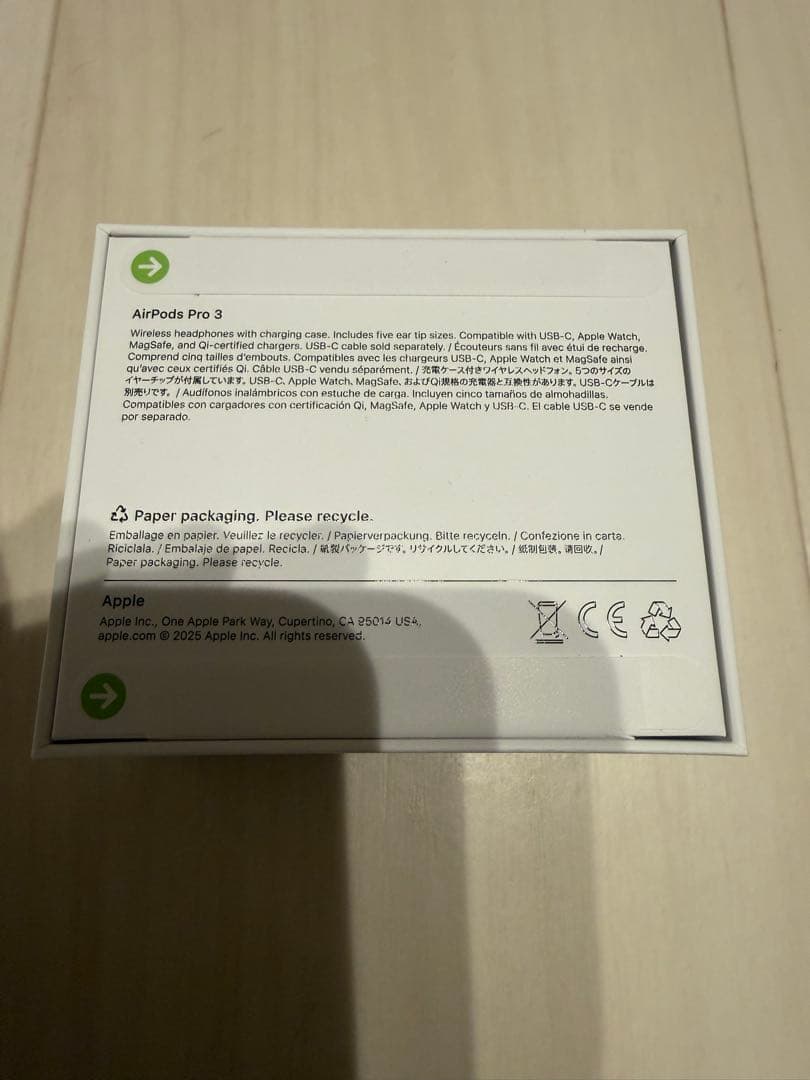 AirPods Pro 3
Wireless headphones with charging case. Includes five ear tip sizes. Compatible with USB-C, Apple Watch,
MagSafe, and Qi-certified chargers. USB-C cable sold separately. / Écouteurs sans fil avec étui de recharge.
Comprend cinq tailles d'embouts. Compatibles avec les chargeurs USB-C, Apple Watch et MagSafe ainsi
qu'avec ceux certifiés Qi. Câble USB-C vendu séparément. / 充電ケース付きワイヤレスヘッドフォン。5つのサイズの
イヤーチップが付属しています。USB-C、Apple Watch、MagSafe、およびQi規格の充電器と互換性があります。USB-Cケーブルは
別売りです。 / Audífonos inalámbricos con estuche de carga. Incluyen cinco tamaños de almohadillas.
Compatibles con cargadores con certificación Qi, MagSafe, Apple Watch y USB-C. El cable USB-C se vende
por separado.
Paper packaging. Please recycle.
Emballage en papier. Veuillez le recycler. / Papierverpackung. Bitte recyceln. / Confezione in carta.
Riciclala. / Embalaje de papel. Recicla. / 紙製パッケージです。リサイクルしてください。/ 纸制包装。请回收。/
Paper packaging. Please recycle.
Apple
Apple Inc., One Apple Park Way, Cupertino, CA 95014 USA.
apple.com © 2025 Apple Inc. All rights reserved.
CE